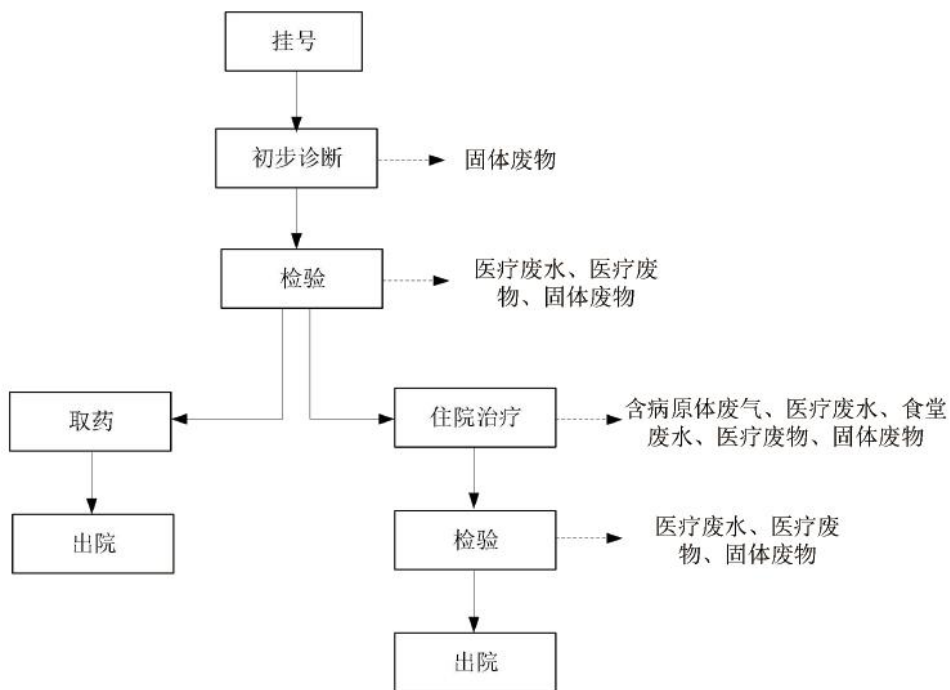 挂号
初步诊断
固体废物
检验
医疗废水、医疗废
物、固体废物
取药
住院治疗
含病原体废气、医疗废水、食堂
废水、医疗废物、固体废物
出院
检验
医疗废水、医疗废
物、固体废物
出院